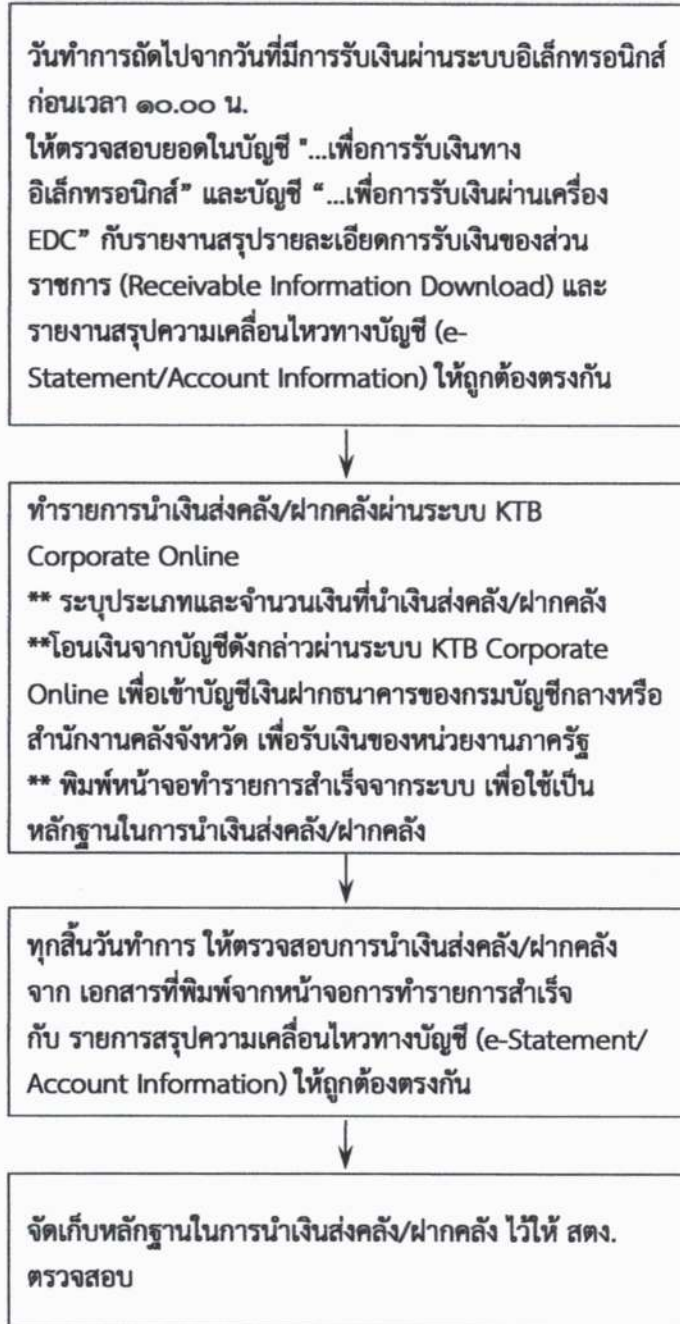 วันทำการถัดไปจากวันที่มีการรับเงินผ่านระบบอิเล็กทรอนิกส์
ก่อนเวลา ๑๐.๐๐ น.
ให้ตรวจสอบยอดในบัญชี "...เพื่อการรับเงินทาง
อิเล็กทรอนิกส์” และบัญชี “...เพื่อการรับเงินผ่านเครื่อง
EDC” กับรายงานสรุปรายละเอียดการรับเงินของส่วน
ราชการ (Receivable Information Download) และ
รายงานสรุปความเคลื่อนไหวทางบัญชี (e-
Statement/Account Information) ให้ถูกต้องตรงกัน
ทำรายการนำเงินส่งคลัง/ฝากคลังผ่านระบบ KTB
Corporate Online
** ระบุประเภทและจำนวนเงินที่นำเงินส่งคลัง/ฝากคลัง
**โอนเงินจากบัญชีดังกล่าวผ่านระบบ KTB Corporate
Online เพื่อเข้าบัญชีเงินฝากธนาคารของกรมบัญชีกลางหรือ
สำนักงานคลังจังหวัด เพื่อรับเงินของหน่วยงานภาครัฐ
** พิมพ์หน้าจอทำรายการสำเร็จจากระบบ เพื่อใช้เป็น
หลักฐานในการนำเงินส่งคลัง/ฝากคลัง
ทุกสิ้นวันทำการ ให้ตรวจสอบการนำเงินส่งคลัง/ฝากคลัง
จาก เอกสารที่พิมพ์จากหน้าจอการทำรายการสำเร็จ
กับ รายการสรุปความเคลื่อนไหวทางบัญชี (e-Statement/
Account Information) ให้ถูกต้องตรงกัน
จัดเก็บหลักฐานในการนำเงินส่งคลัง/ฝากคลัง ไว้ให้ สตง.
ตรวจสอบ